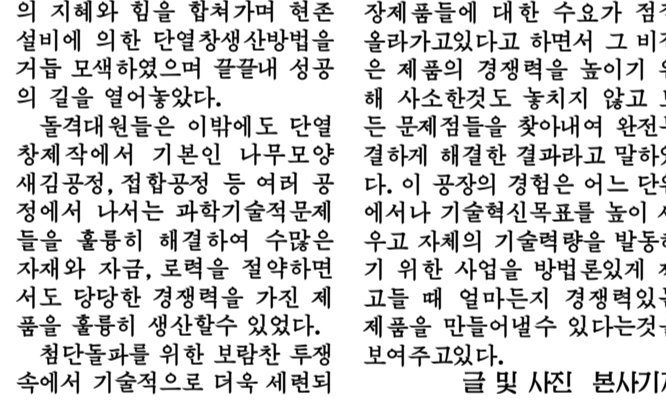 의 지혜와 힘을 합쳐가며 현존
설비에 의한 단열창생산방법을
거듭 모색하였으며 끝끝내 성공
의 길을 열어놓았다.
돌격대원들은 이밖에도 단열
창제작에서 기본인 나무모양
새김공정, 접합공정 등 여러 공
정에서 나서는 과학기술적문제
들을 훌륭히 해결하여 수많은
자재와 자금, 로력을 절약하면
서도 당당한 경쟁력을 가진 제
품을 훌륭히 생산할수 있었다.
첨단돌파를 위한 보람찬 투쟁
속에서 기술적으로 더욱 세련되
장제품들에 대한 수요가 점
올라가고있다고 하면서 그 비
은 제품의 경쟁력을 높이기
해 사소한것도 놓치지 않고
든 문제점들을 찾아내여 완전
결하게 해결한 결과라고 말하
다. 이 공장의 경험은 어느 단
에서나 기술혁신목표를 높이
우고 자체의 기술력량을 발동
기 위한 사업을 방법론있게
고들 때 얼마든지 경쟁력있
제품을 만들어낼수 있다는것
보여주고있다.
글 및 사진 본사기